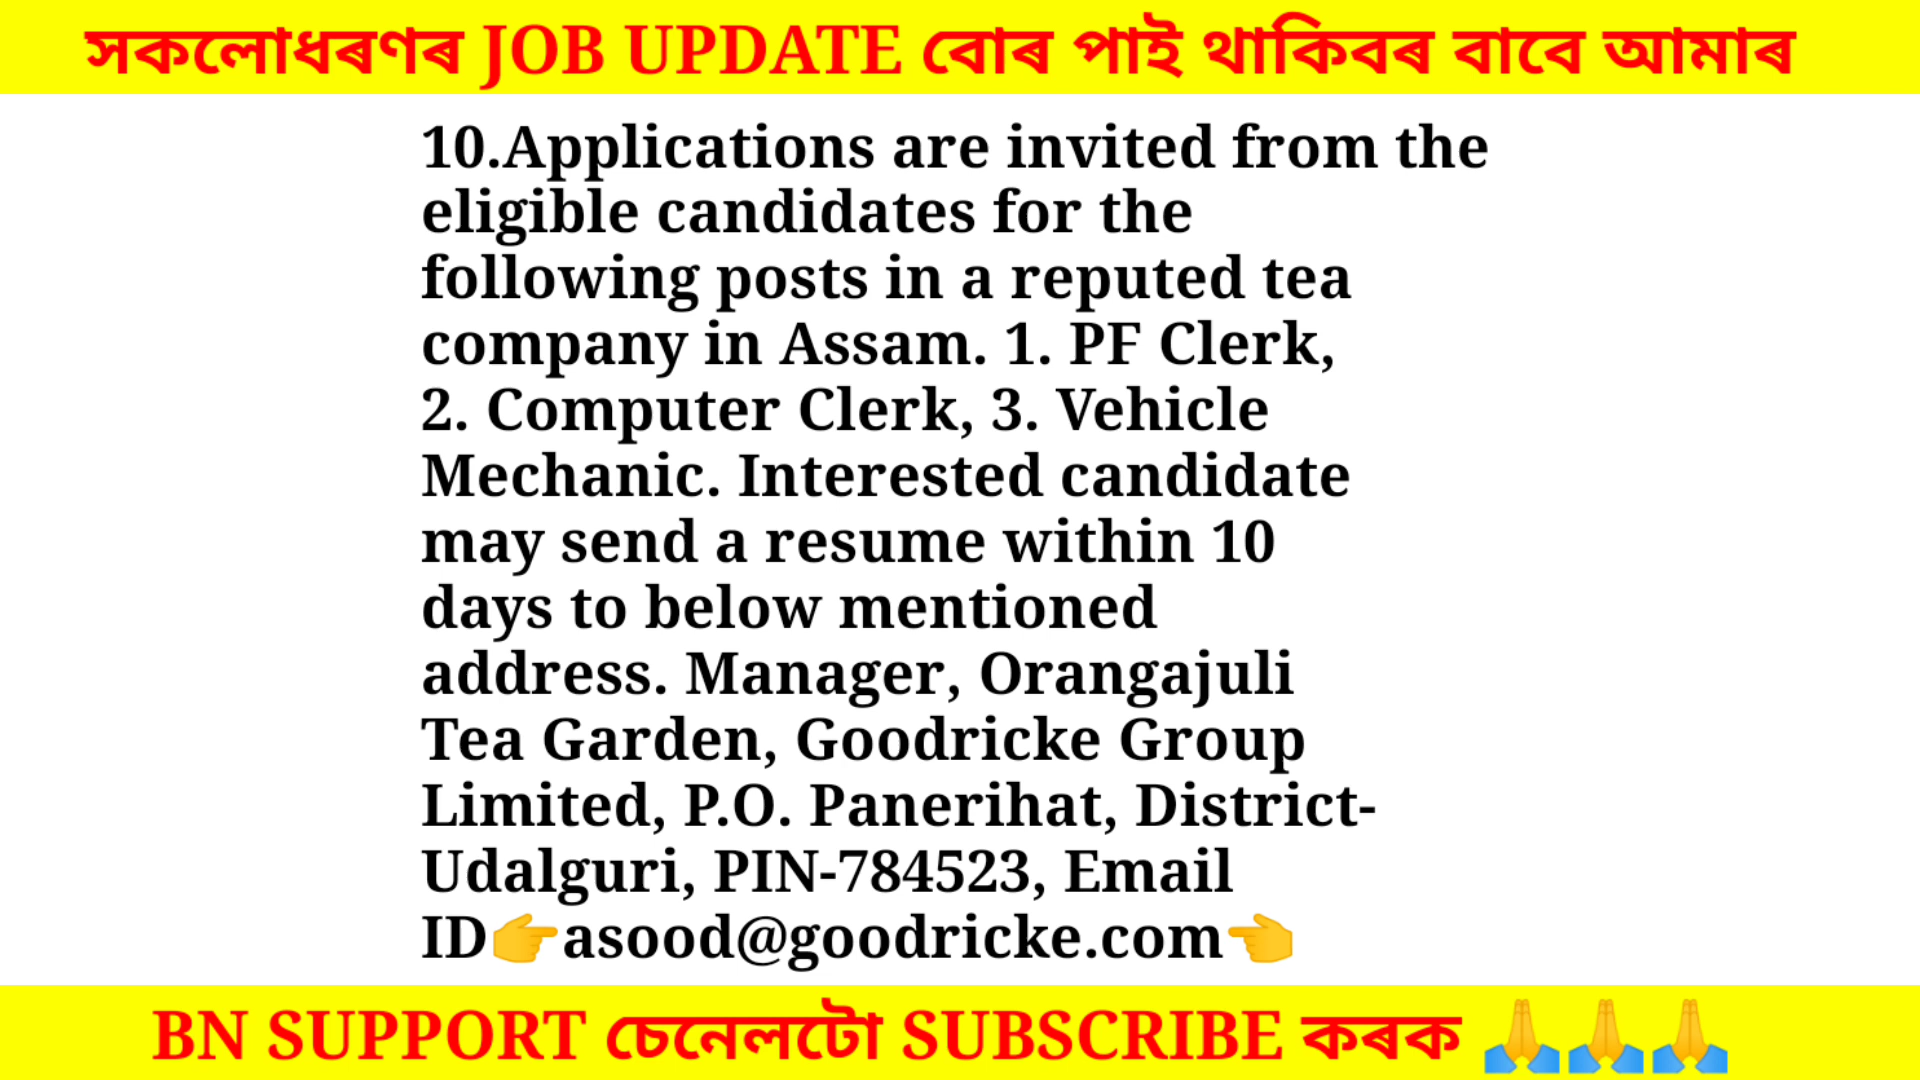 সকলোধৰণৰ JOB UPDATE বোৰ পাই থাকিবৰ বাবে আমাৰ
10.Applications are invited from the
eligible candidates for the
following posts in a reputed tea
company in Assam. 1. PF Clerk,
2. Computer Clerk, 3. Vehicle
Mechanic. Interested candidate
may send a resume within 10
days to below mentioned
address. Manager, Orangajuli
Tea Garden, Goodricke Group
Limited, P.O. Panerihat, District-
Udalguri, PIN-784523, Email
ID👉asood@goodricke.com👈
BN SUPPORT চেনেলটো SUBSCRIBE কৰক 🙏🙏🙏